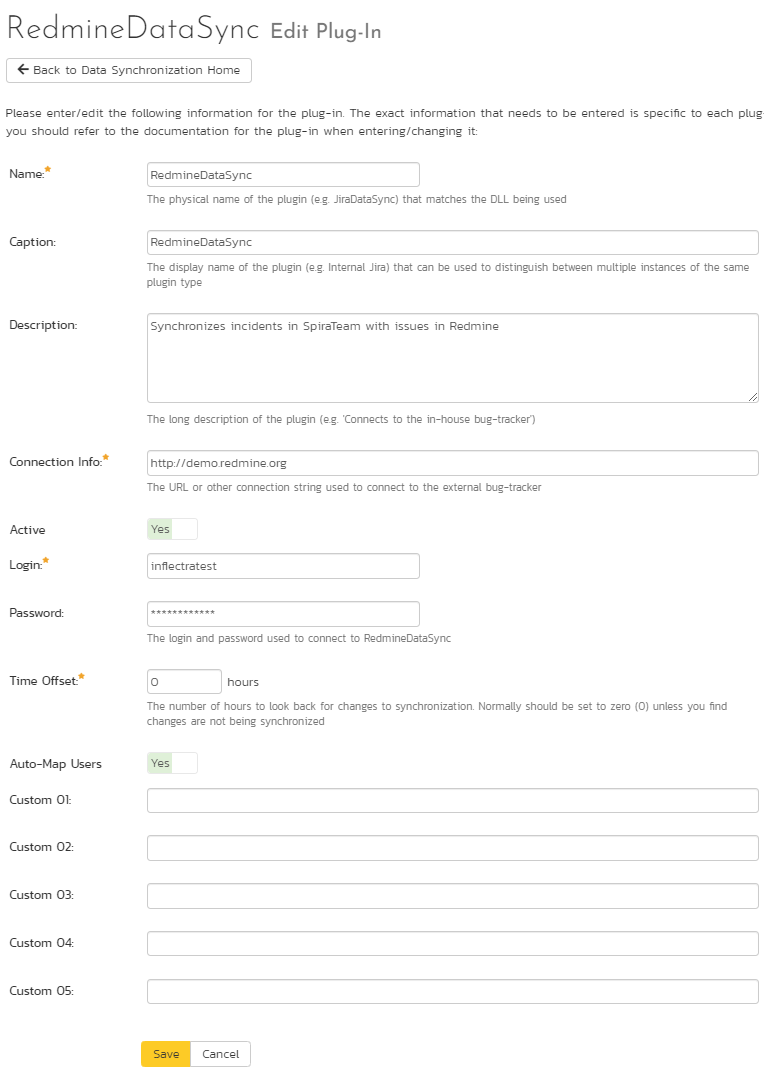 RedmineDataSync Edit Plug-In
← Back to Data Synchronization Home
Please enter/edit the following information for the plug-in. The exact information that needs to be entered is specific to each plug-
you should refer to the documentation for the plug-in when entering/changing it:
Name:* RedmineDataSync
The physical name of the plugin (e.g. JiraDataSync) that matches the DLL being used
Caption: RedmineDataSync
The display name of the plugin (e.g. Internal Jira) that can be used to distinguish between multiple instances of the same
plugin type
Description: Synchronizes incidents in SpiraTeam with issues in Redmine
The long description of the plugin (e.g. 'Connects to the in-house bug-tracker')
Connection Info:* http://demo.redmine.org
The URL or other connection string used to connect to the external bug-tracker
Active Yes
Login:* inflectratest
Password: ************
The login and password used to connect to RedmineDataSync
Time Offset:* 0 hours
The number of hours to look back for changes to synchronization. Normally should be set to zero (0) unless you find
changes are not being synchronized
Auto-Map Users Yes
Custom 01:
Custom 02:
Custom 03:
Custom 04:
Custom 05:
Save Cancel